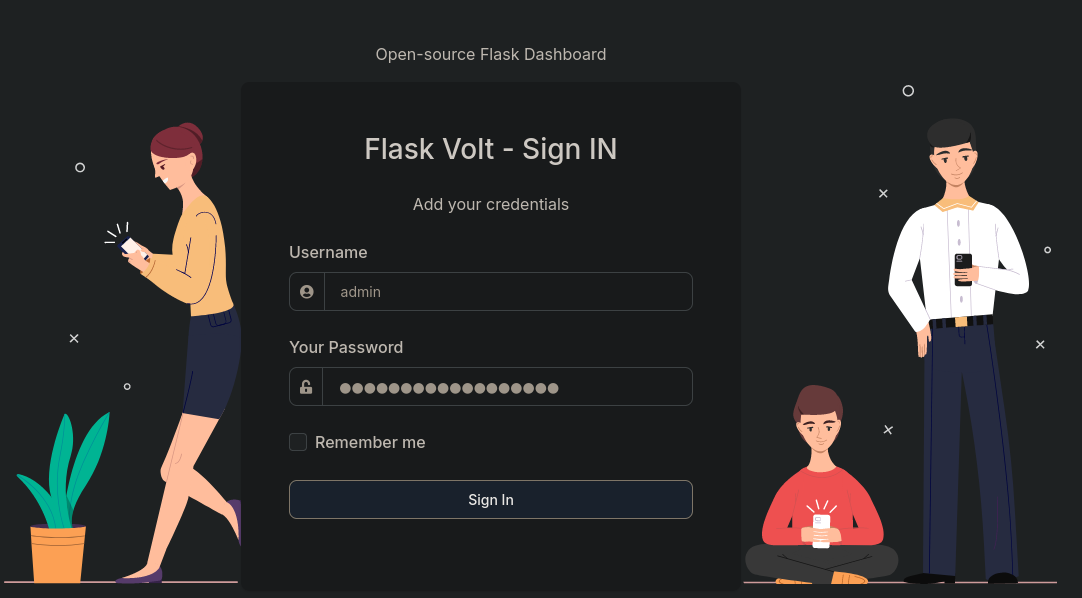 Open-source Flask Dashboard
Flask Volt - Sign IN
Add your credentials
Username
admin
Your Password
●●●●●●●●●●●●●●●●●●
Remember me
Sign In